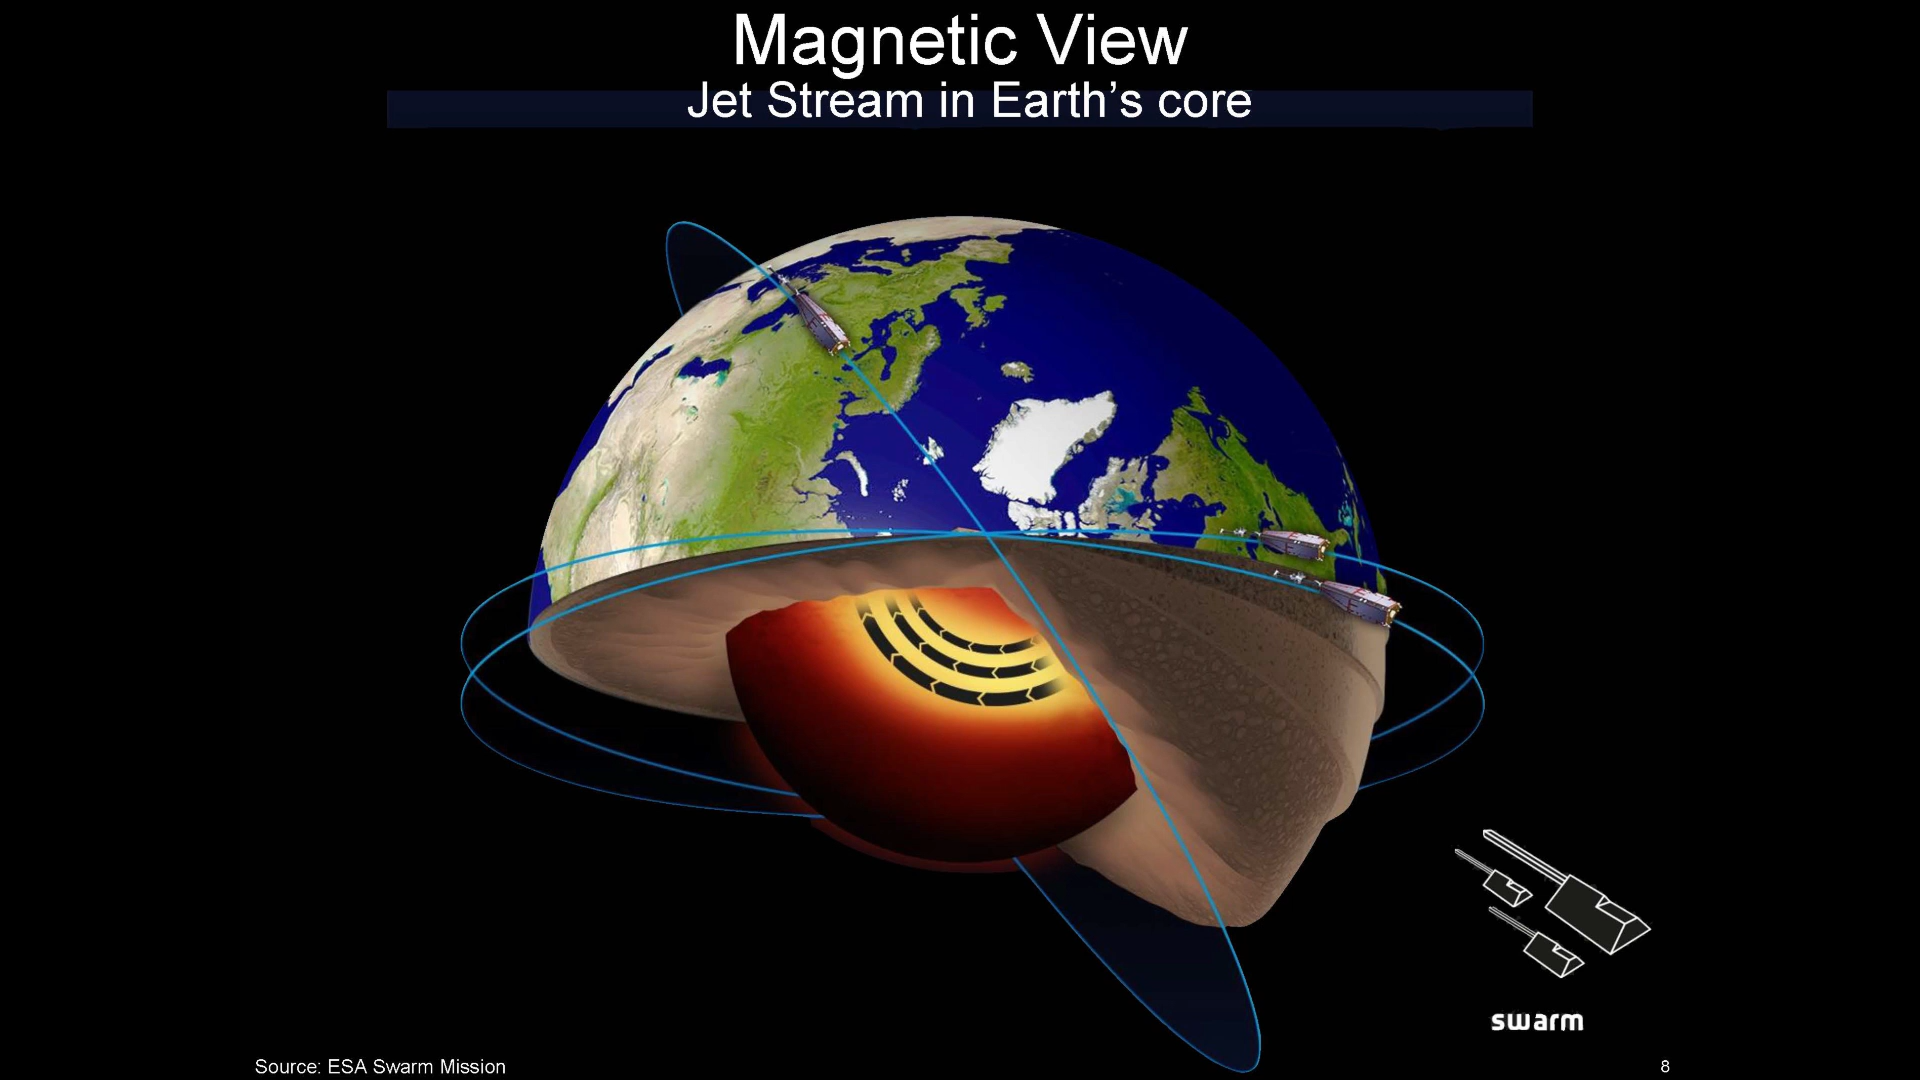 Magnetic View
Jet Stream in Earth’s core
swarm
Source: ESA Swarm Mission
8